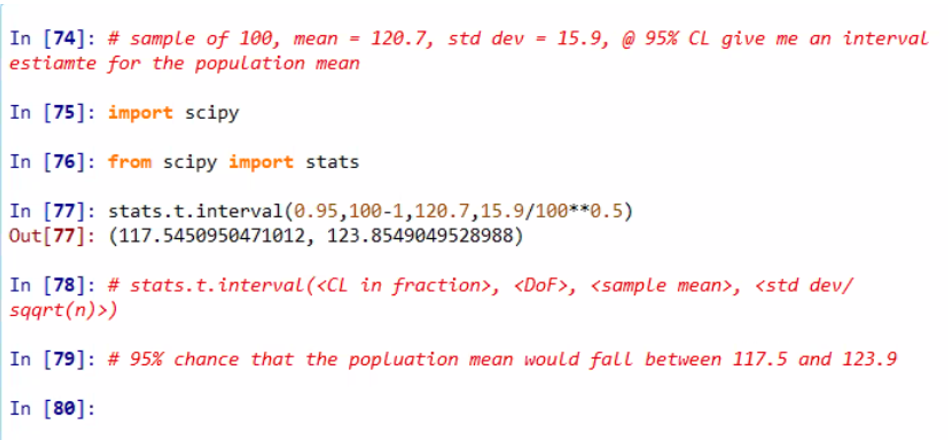 In [74]: # sample of 100, mean = 120.7, std dev = 15.9, @ 95% CL give me an interval
estiamte for the population mean
In [75]: import scipy
In [76]: from scipy import stats
In [77]: stats.t.interval(0.95,100-1,120.7,15.9/100**0.5)
Out[77]: (117.5450950471012, 123.8549049528988)
In [78]: # stats.t.interval(<CL in fraction>, <DoF>, <sample mean>, <std dev/
sqqrt(n)>)
In [79]: # 95% chance that the popluation mean would fall between 117.5 and 123.9
In [80]: